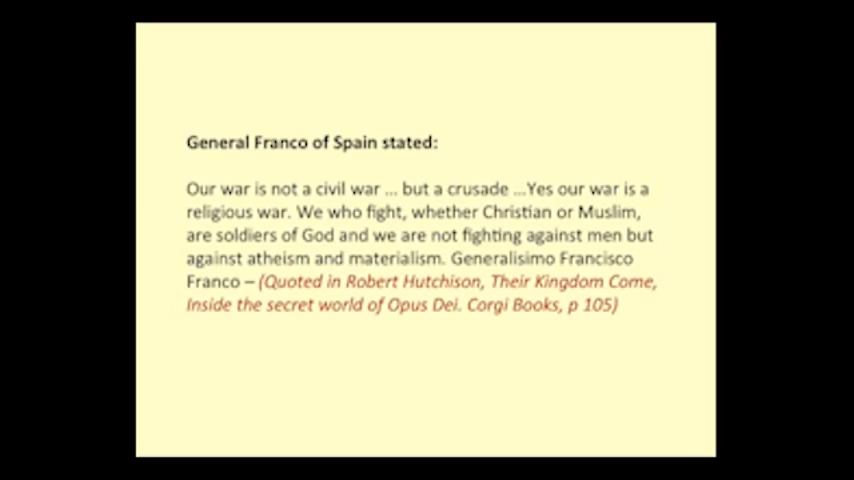 General Franco of Spain stated:
Our war is not a civil war ... but a crusade ...Yes our war is a
religious war. We who fight, whether Christian or Muslim,
are soldiers of God and we are not fighting against men but
against atheism and materialism. Generalisimo Francisco
Franco – (Quoted in Robert Hutchison, Their Kingdom Come,
Inside the secret world of Opus Dei. Corgi Books, p 105)